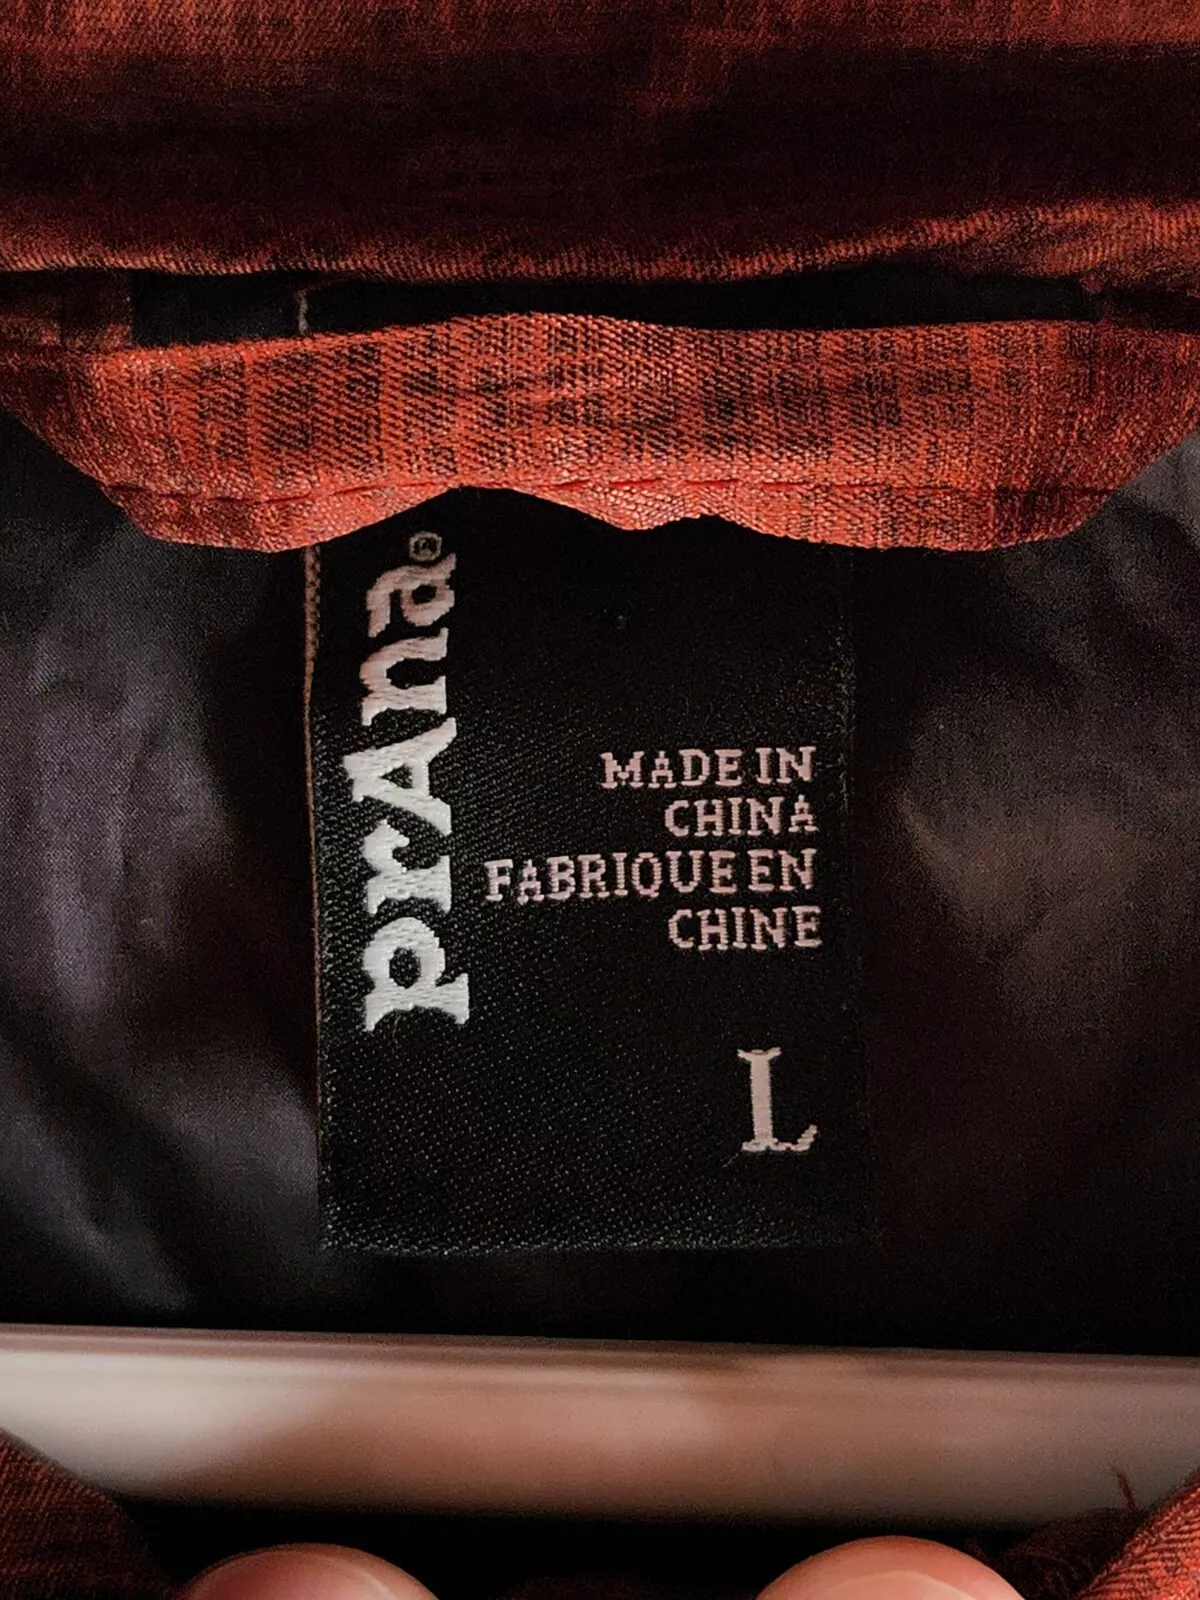 prAna®
MADE IN
CHINA
FABRIQUE EN
CHINE
L